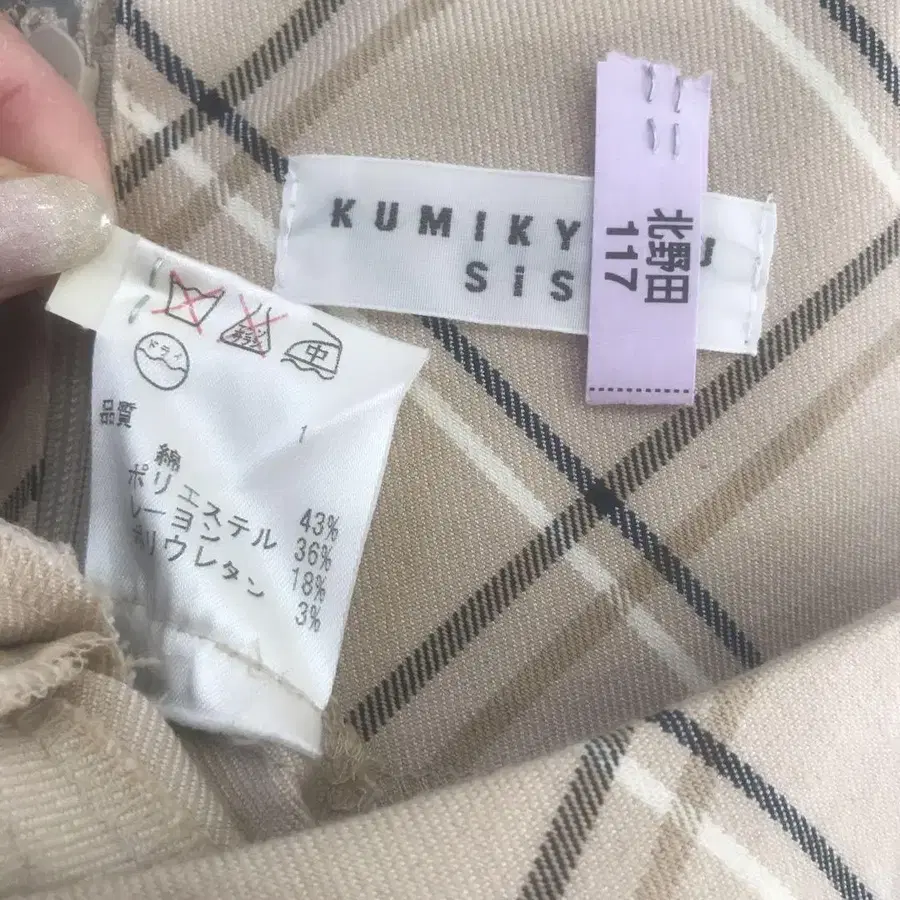 KUMIKY
SiS
北野田
117
中
ドライ
品質
1
綿 43%
ポリエステル 36%
レーヨン 18%
ポリウレタン 3%